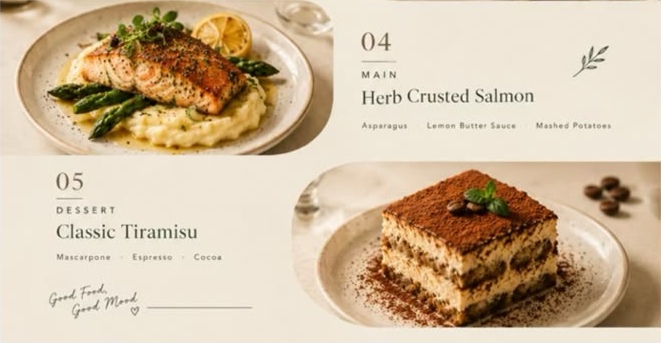 04
MAIN
Herb Crusted Salmon
Asparagus Lemon Butter Sauce · Mashed Potatoes
05
DESSERT
Classic Tiramisu
Mascarpone · Espresso · Cocoa
Good Food,
Good Mood